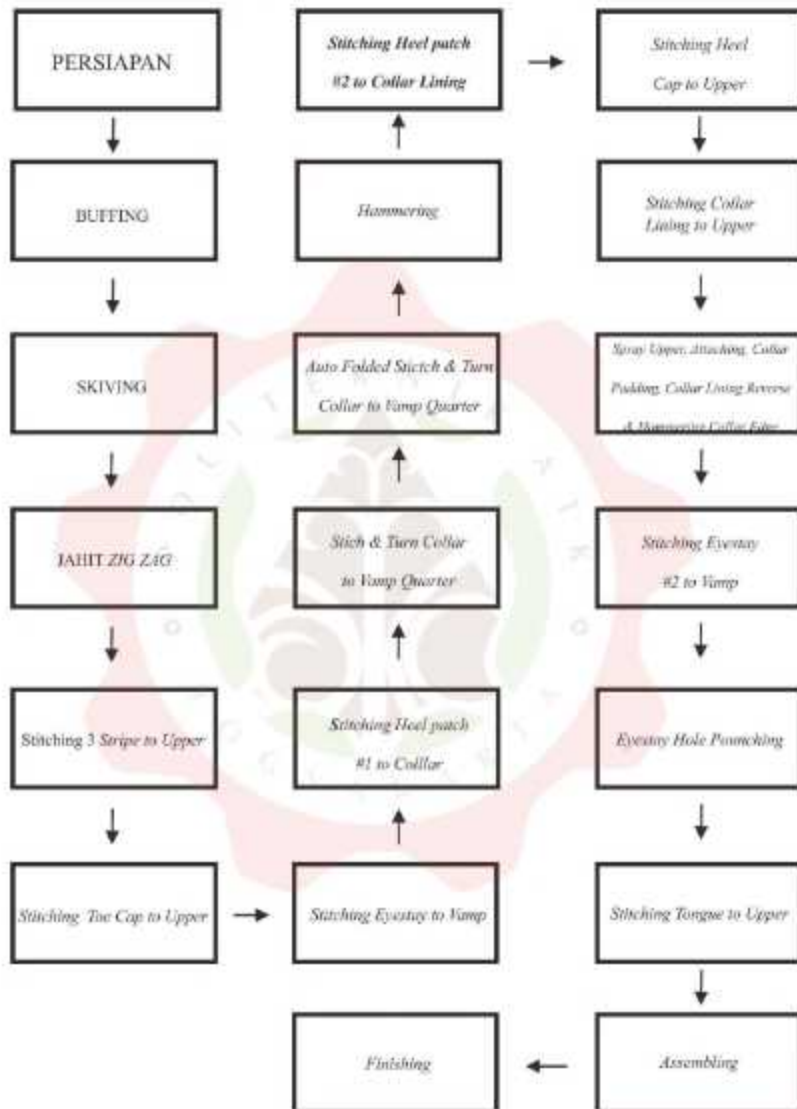 PERSIAPAN
BUFFING
SKIVING
JAHIT ZIG ZAG
Stitching 3 Stripe to Upper
Stitching Toe Cap to Upper
Stitching Eyestay to Vamp
Stitching Heel patch
#1 to Colllar
Stich & Turn Collar
to Vamp Quarter
Auto Folded Stictch & Turn
Collar to Vamp Quarter
Hammering
Stitching Heel patch
#2 to Collar Lining
Stitching Heel
Cap to Upper
Stitching Collar
Lining to Upper
Spray Upper, Attaching, Collar
Padding, Collar Lining Reverse
& Hammering Collar Edge
Stitching Eyestay
#2 to Vamp
Eyestay Hole Pounching
Stitching Tongue to Upper
Assembling
Finishing